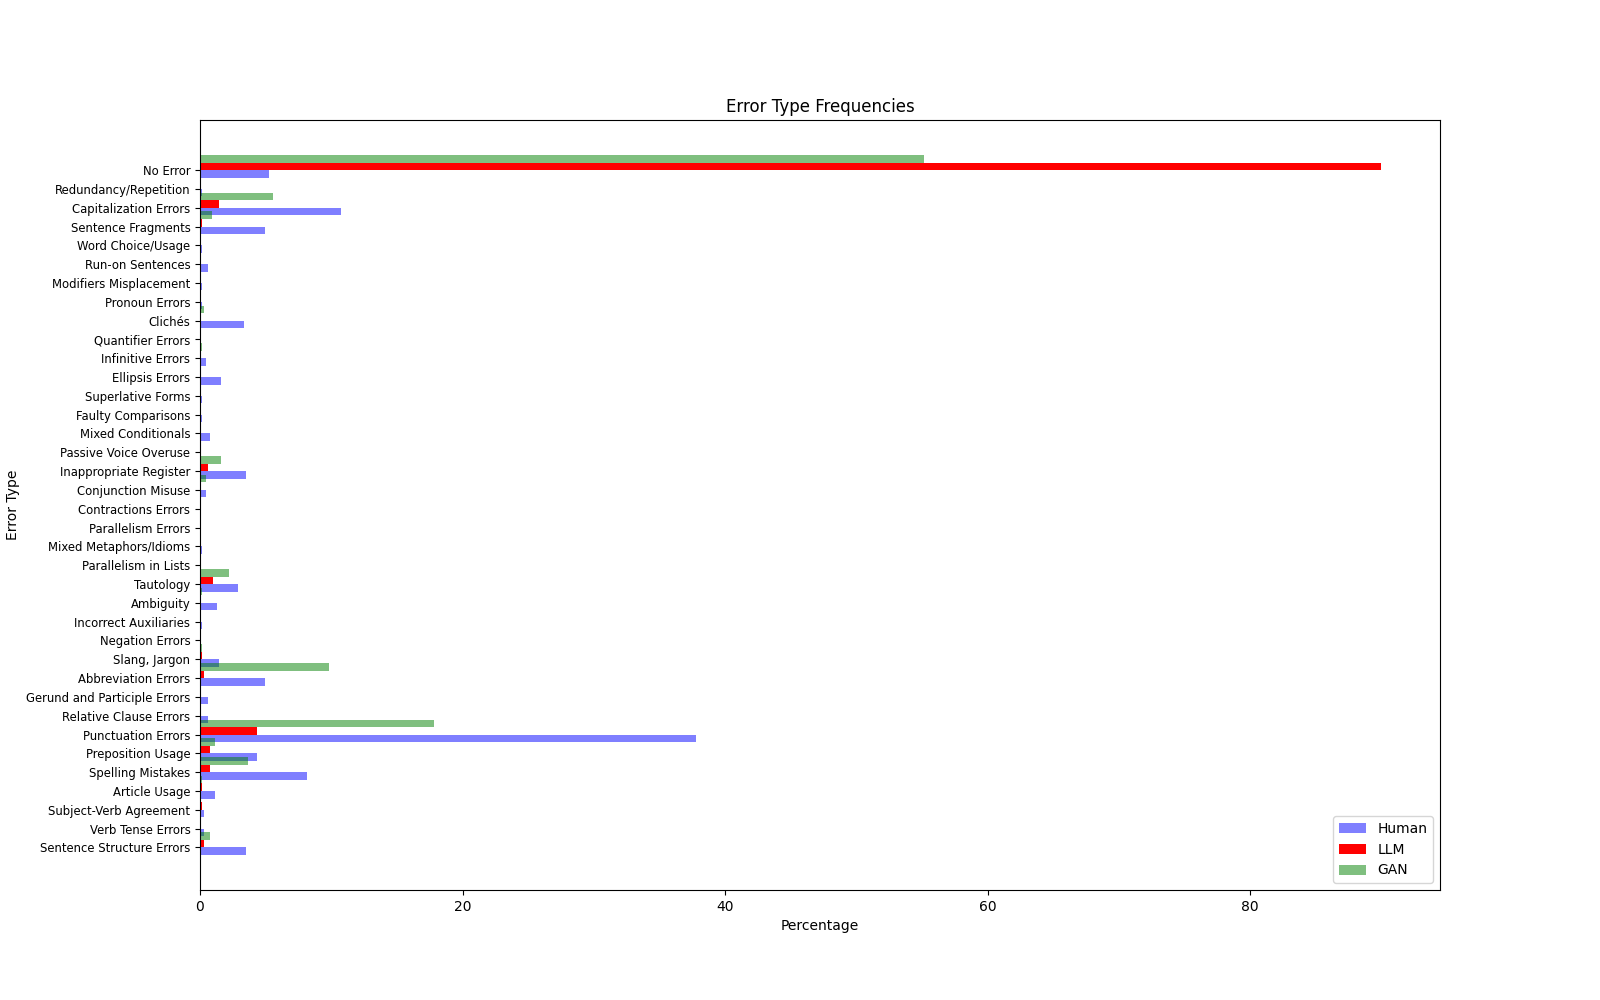 Error Type Frequencies
No Error
Redundancy/Repetition
Capitalization Errors
Sentence Fragments
Word Choice/Usage
Run-on Sentences
Modifiers Misplacement
Pronoun Errors
Clichés
Quantifier Errors
Infinitive Errors
Ellipsis Errors
Superlative Forms
Faulty Comparisons
Mixed Conditionals
Passive Voice Overuse
Inappropriate Register
Conjunction Misuse
Contractions Errors
Parallelism Errors
Mixed Metaphors/Idioms
Parallelism in Lists
Tautology
Ambiguity
Incorrect Auxiliaries
Negation Errors
Slang, Jargon
Abbreviation Errors
Gerund and Participle Errors
Relative Clause Errors
Punctuation Errors
Preposition Usage
Spelling Mistakes
Article Usage
Subject-Verb Agreement
Verb Tense Errors
Sentence Structure Errors
Error Type
0 20 40 60 80
Percentage
Human
LLM
GAN